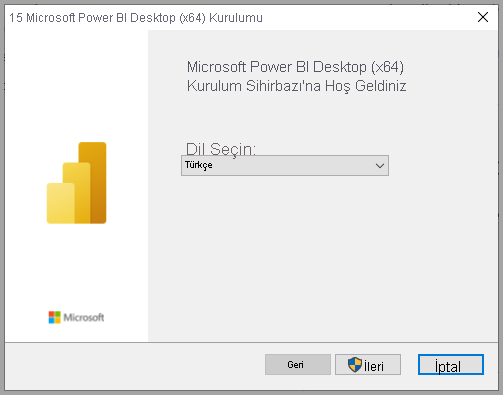 15 Microsoft Power BI Desktop (x64) Kurulumu
Microsoft Power BI Desktop (x64)
Kurulum Sihirbazı'na Hoş Geldiniz
Dil Seçin:
Türkçe
Microsoft
Geri
İleri
İptal